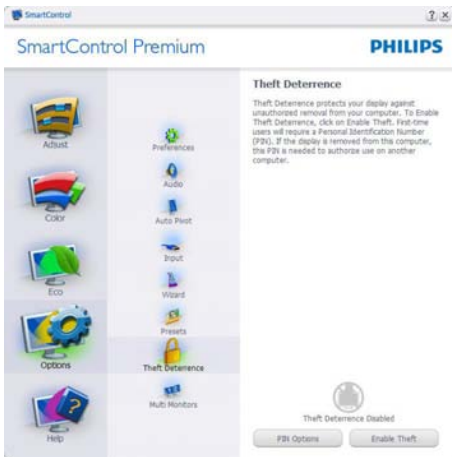 SmartControl
SmartControl Premium
PHILIPS
Adjust
Color
Eco
Options
Help
Preferences
Audio
Auto Pivot
Input
Wizard
Presets
Theft Deterrence
Multi Monitors
Theft Deterrence
Theft Deterrence protects your display against
unauthorized removal from your computer. To Enable
Theft Deterrence, click on Enable Theft. First-time
users will require a Personal Identification Number
(PIN). If the display is removed from this computer,
this PIN is needed to authorize use on another
computer.
Theft Deterrence Disabled
PIN Options
Enable Theft